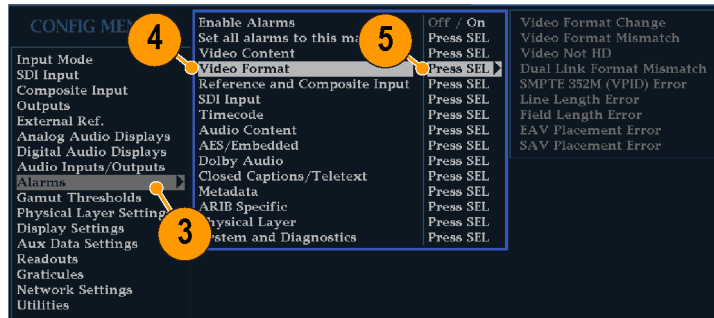 CONFIG
Input Mode
SDI Input
Composite Input
Outputs
External Ref.
Analog Audio Displays
Digital Audio Displays
Audio Inputs/Outputs
Alarms
Gamut Thresholds
Physical Layer
Display Settings
Aux Data Settings
Readouts
Graticules
Network Settings
Utilities
3
4
5
Enable Alarms Off / On
Set all alarms to this Press SEL
Video Content Press SEL
Video Format Press SEL
Reference and Composite Input Press SEL
SDI Input Press SEL
Timecode Press SEL
Audio Content Press SEL
AES/Embedded Press SEL
Dolby Audio Press SEL
Closed Captions/Teletext Press SEL
Metadata Press SEL
ARIB Specific Press SEL
Layer Press SEL
and Diagnostics Press SEL
Video Format Change
Video Format Mismatch
Video Not HD
Dual Link Format Mismatch
SMPTE 352M (VPID) Error
Line Length Error
Field Length Error
EAV Placement Error
SAV Placement Error